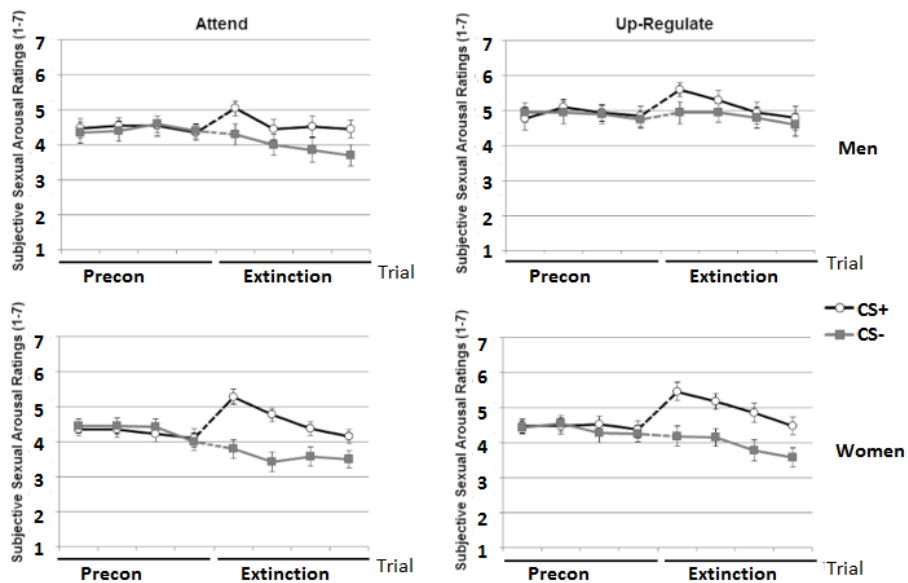 Attend
Subjective Sexual Arousal Ratings (1-7)
7
6
5
4
3
2
1
Precon
Extinction
Trial
Up-Regulate
Subjective Sexual Arousal Ratings (1-7)
7
6
5
4
3
2
1
Precon
Extinction
Trial
Men
CS+
CS-
Subjective Sexual Arousal Ratings (1-7)
7
6
5
4
3
2
1
Precon
Extinction
Trial
Subjective Sexual Arousal Ratings (1-7)
7
6
5
4
3
2
1
Precon
Extinction
Trial
Women